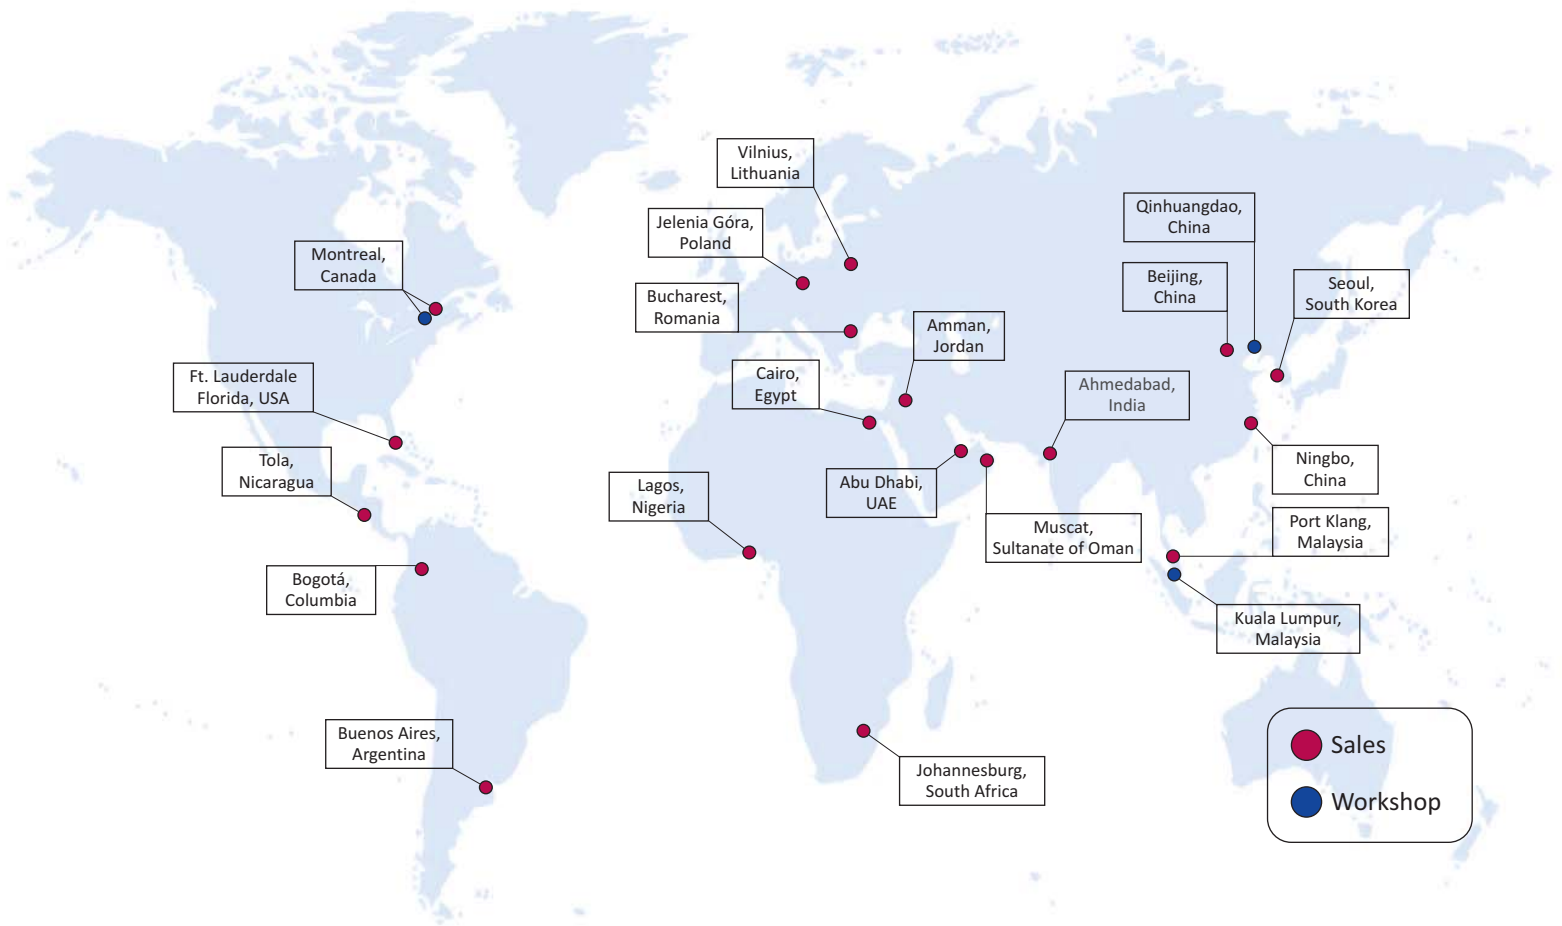 Vilnius,
Lithuania
Jelenia Góra,
Poland
Qinhuangdao,
China
Montreal,
Canada
Beijing,
China
Seoul,
South Korea
Bucharest,
Romania
Amman,
Jordan
Cairo,
Egypt
Ft. Lauderdale
Florida, USA
Ahmedabad,
India
Tola,
Nicaragua
Ningbo,
China
Lagos,
Nigeria
Abu Dhabi,
UAE
Muscat,
Sultanate of Oman
Port Klang,
Malaysia
Bogotá,
Columbia
Kuala Lumpur,
Malaysia
Buenos Aires,
Argentina
Johannesburg,
South Africa
Sales
Workshop